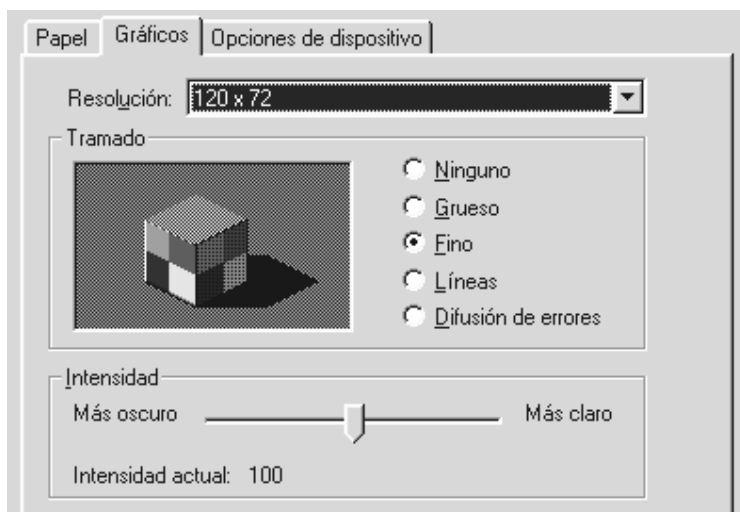 Papel Gráficos Opciones de dispositivo
Resolución: 120 x 72
Tramado
Ninguno
Grueso
Fino
Líneas
Difusión de errores
Intensidad
Más oscuro Más claro
Intensidad actual: 100